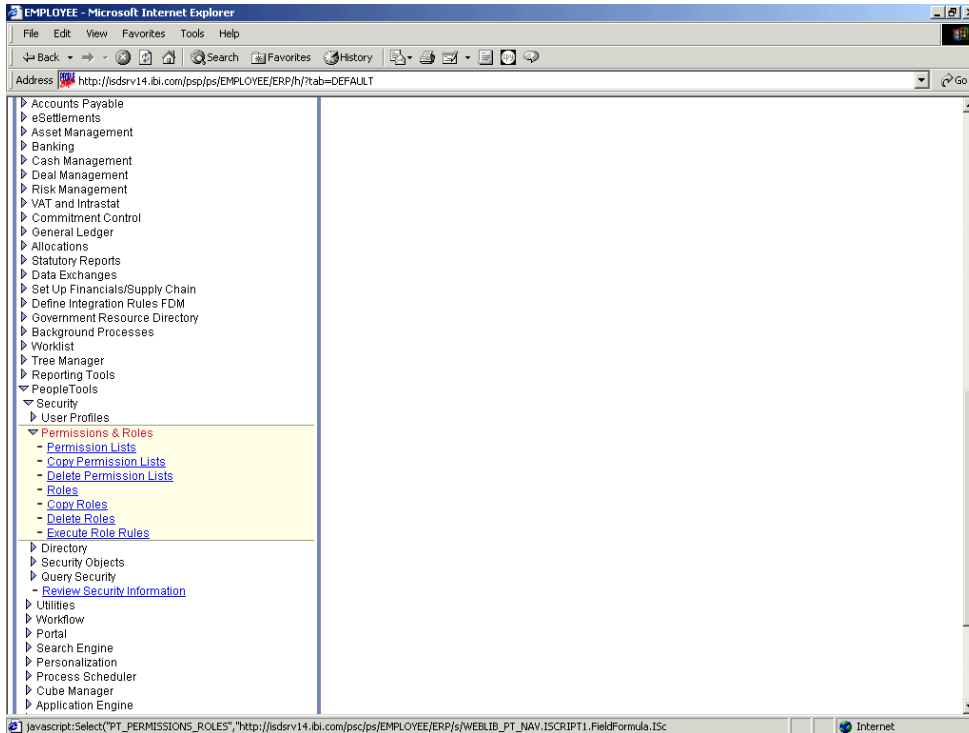 EMPLOYEE - Microsoft Internet Explorer
File Edit View Favorites Tools Help
Back Search Favorites History
Address http://isdsrv14.ibi.com/psp/ps/EMPLOYEE/ERP/h/?tab=DEFAULT Go
Accounts Payable
eSettlements
Asset Management
Banking
Cash Management
Deal Management
Risk Management
VAT and Intrastat
Commitment Control
General Ledger
Allocations
Statutory Reports
Data Exchanges
Set Up Financials/Supply Chain
Define Integration Rules FDM
Government Resource Directory
Background Processes
Worklist
Tree Manager
Reporting Tools
PeopleTools
Security
User Profiles
Permissions & Roles
- Permission Lists
- Copy Permission Lists
- Delete Permission Lists
- Roles
- Copy Roles
- Delete Roles
- Execute Role Rules
Directory
Security Objects
Query Security
- Review Security Information
Utilities
Workflow
Portal
Search Engine
Personalization
Process Scheduler
Cube Manager
Application Engine
javascript:Select("PT_PERMISSIONS_ROLES","http://isdsrv14.ibi.com/psc/ps/EMPLOYEE/ERP/s/WEBLIB_PT_NAV.ISCRIPT1.FieldFormula.ISc Internet